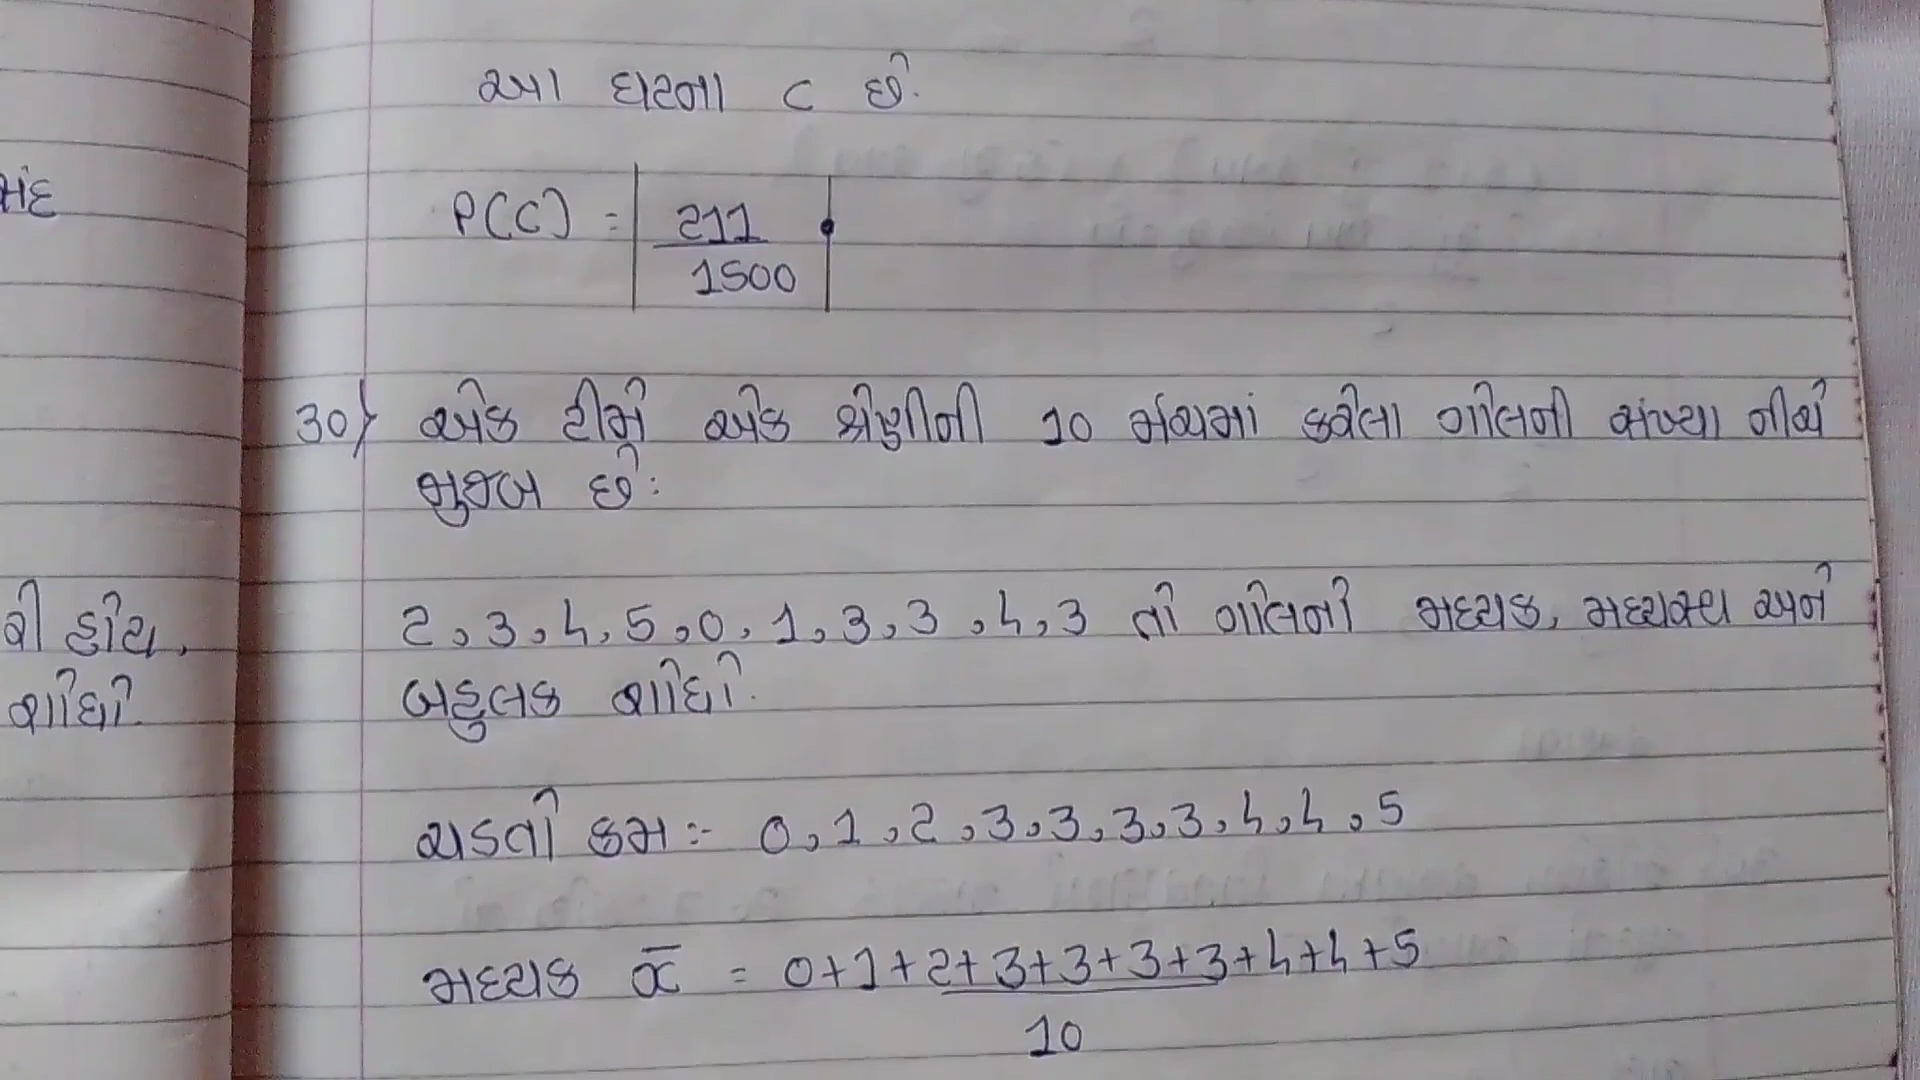 આ ઘટના C છે.
P(C) = 211
1500
30) એક ટીમે એક શ્રેણીની 10 મેચમાં કરેલા ગોલની સંખ્યા નીચે
મુજબ છે:
2, 3, 4, 5, 0, 1, 3, 3, 4, 3 તો ગોલનો મધ્યક, મધ્યસ્થ અને
બહુલક શોધો.
ચડતો ક્રમ :- 0, 1, 2, 3, 3, 3, 3, 4, 4, 5
મધ્યક x̄ = 0+1+2+3+3+3+3+4+4+5
10
હોય,
શોધો.